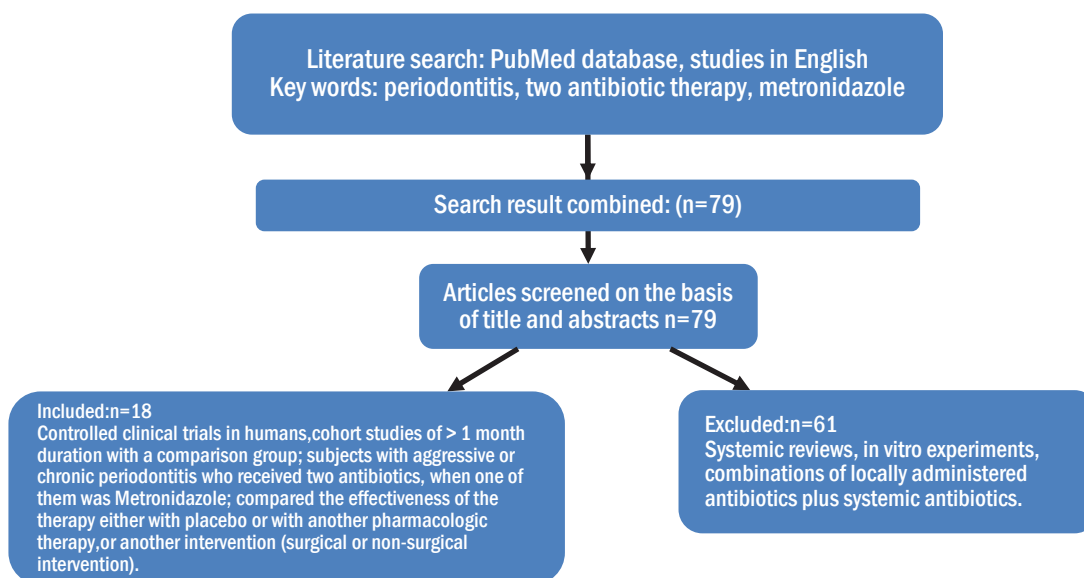 Literature search: PubMed database, studies in English
Key words: periodontitis, two antibiotic therapy, metronidazole
Search result combined: (n=79)
Articles screened on the basis
of title and abstracts n=79
Included:n=18
Controlled clinical trials in humans,cohort studies of > 1 month
duration with a comparison group; subjects with aggressive or
chronic periodontitis who received two antibiotics, when one of
them was Metronidazole; compared the effectiveness of the
therapy either with placebo or with another pharmacologic
therapy,or another intervention (surgical or non-surgical
intervention).
Excluded:n=61
Systemic reviews, in vitro experiments,
combinations of locally administered
antibiotics plus systemic antibiotics.